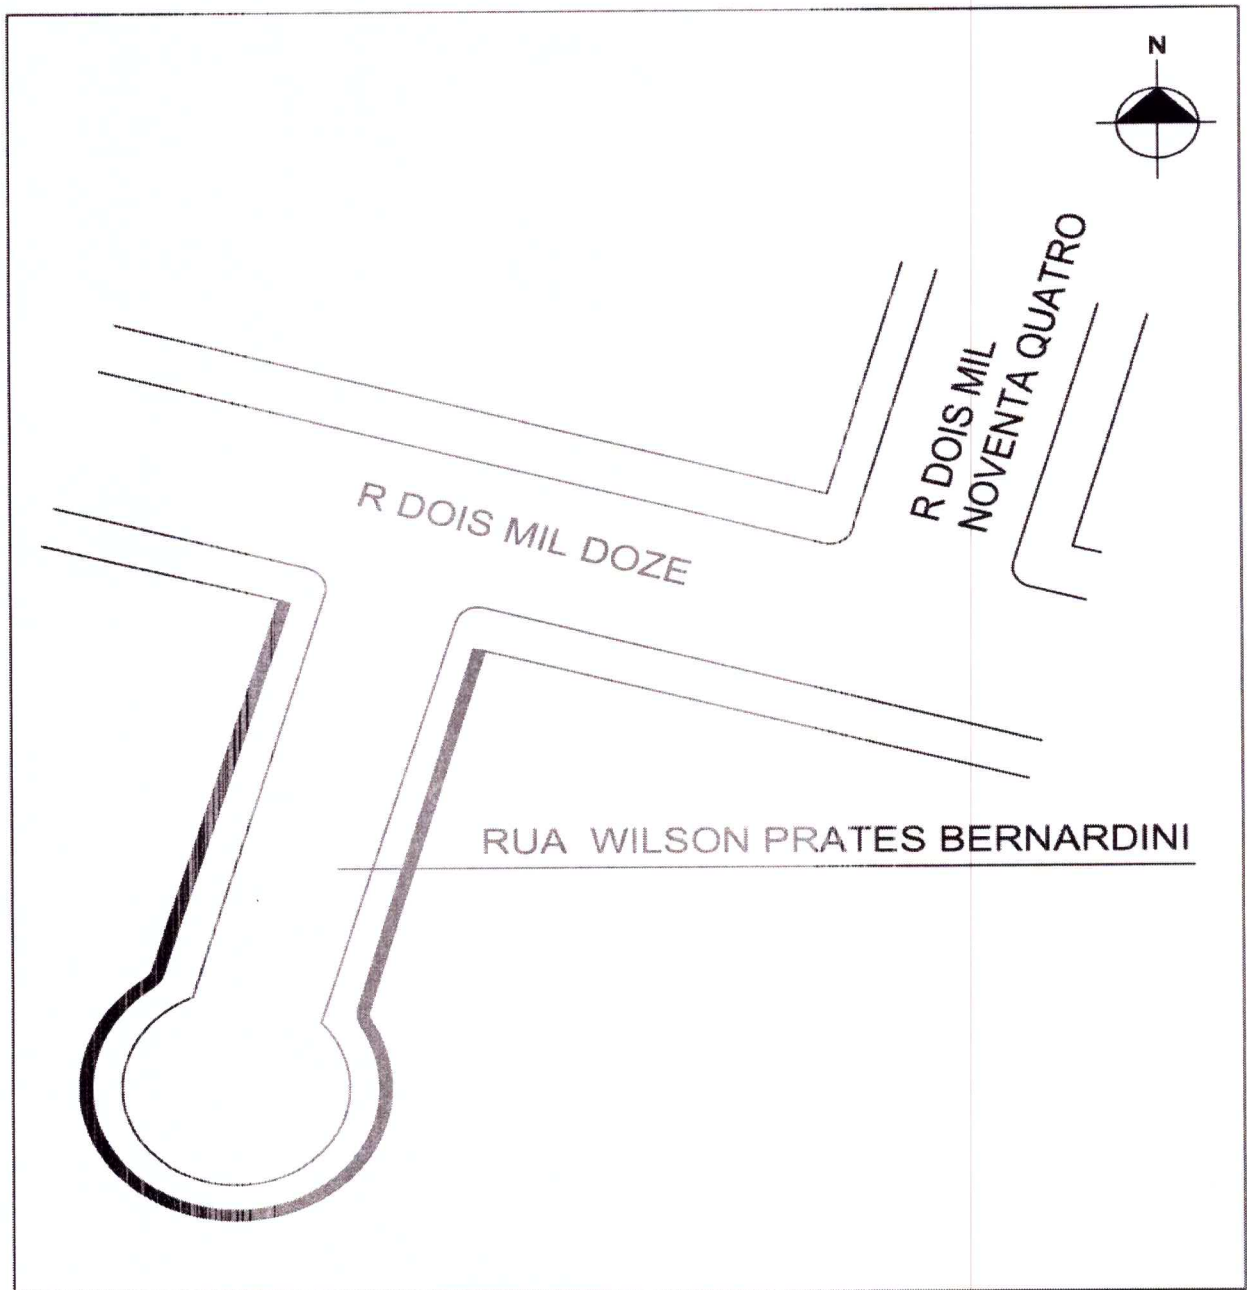 N
R DOIS MIL
NOVENTA QUATRO
R DOIS MIL DOZE
RUA WILSON PRATES BERNARDINI